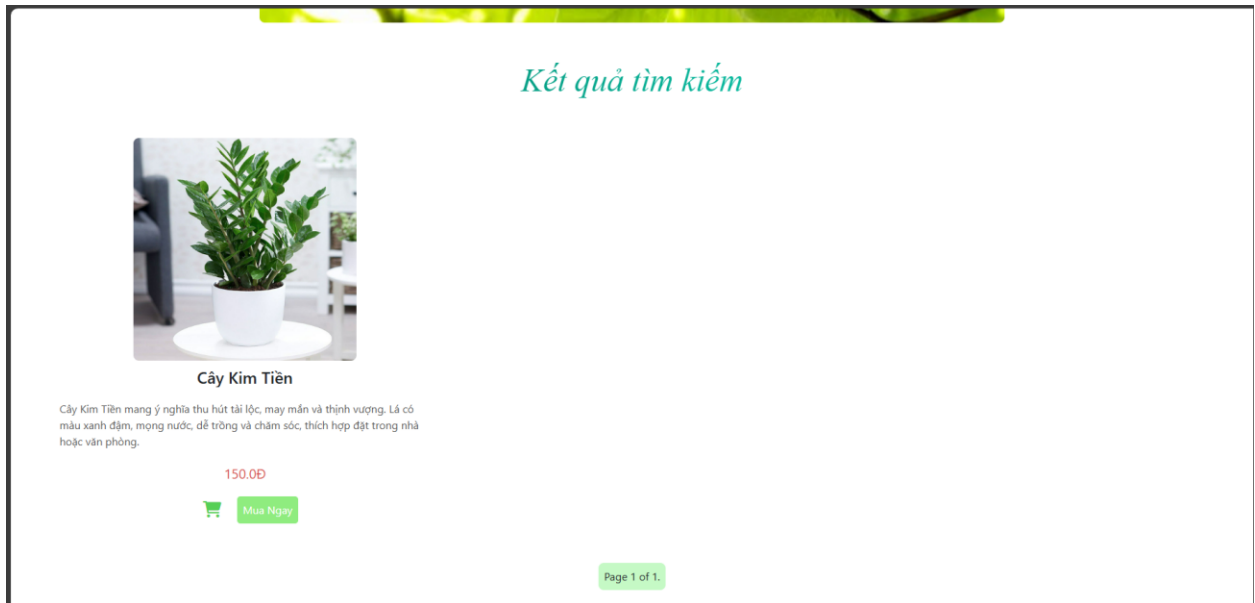 Kết quả tìm kiếm
Cây Kim Tiền
Cây Kim Tiền mang ý nghĩa thu hút tài lộc, may mắn và thịnh vượng. Lá có
màu xanh đậm, mọng nước, dễ trồng và chăm sóc, thích hợp đặt trong nhà
hoặc văn phòng.
150.0Đ
Mua Ngay
Page 1 of 1.